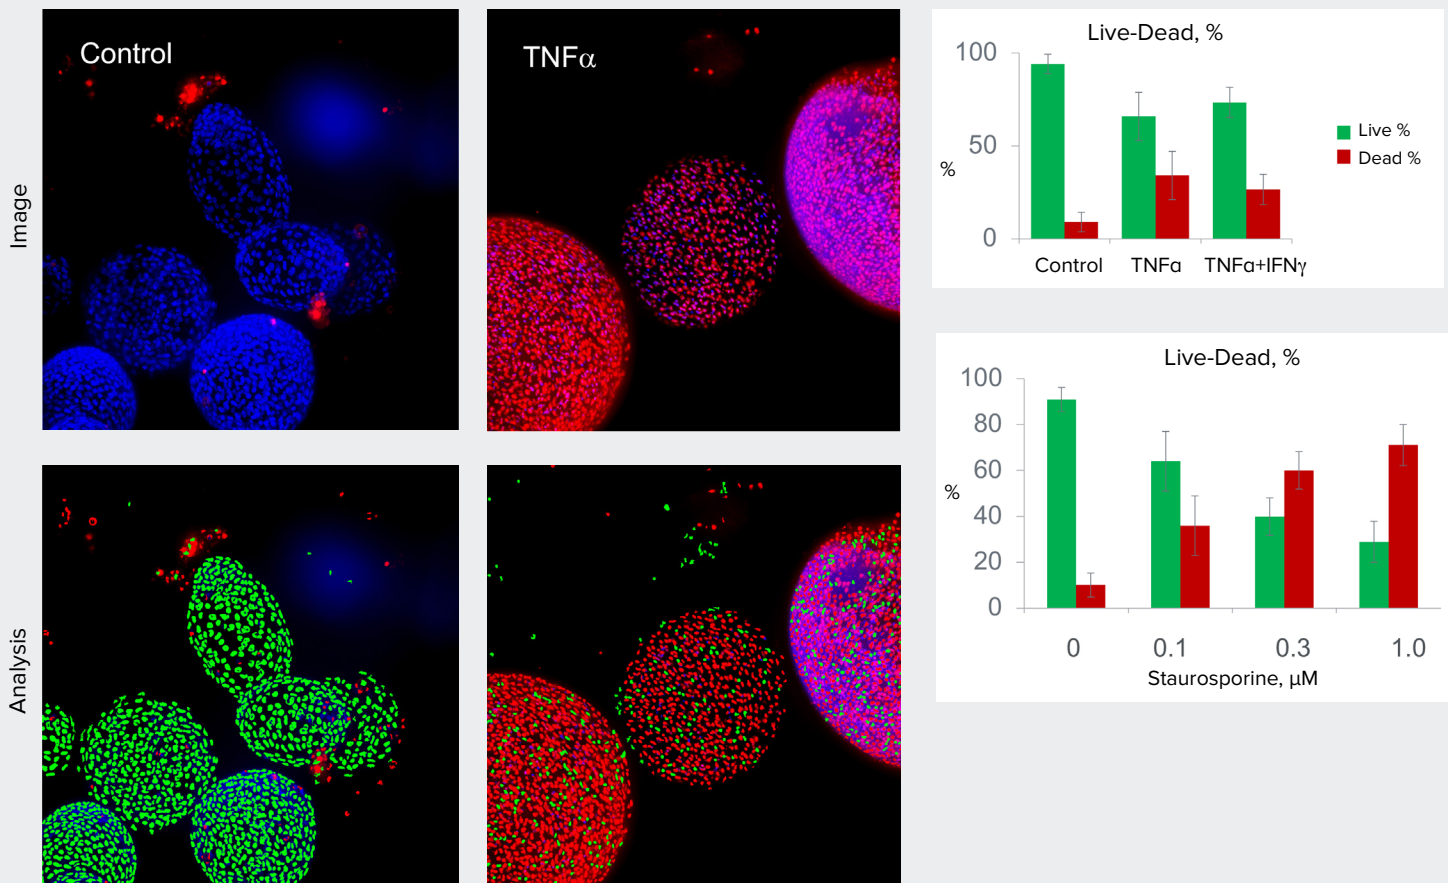 Control
TNFα
Image
Analysis
Live-Dead, %
100
50
0
%
Control TNFα TNFα+IFNγ
Live %
Dead %
Live-Dead, %
100
80
60
40
20
0
%
0 0.1 0.3 1.0
Staurosporine, µM